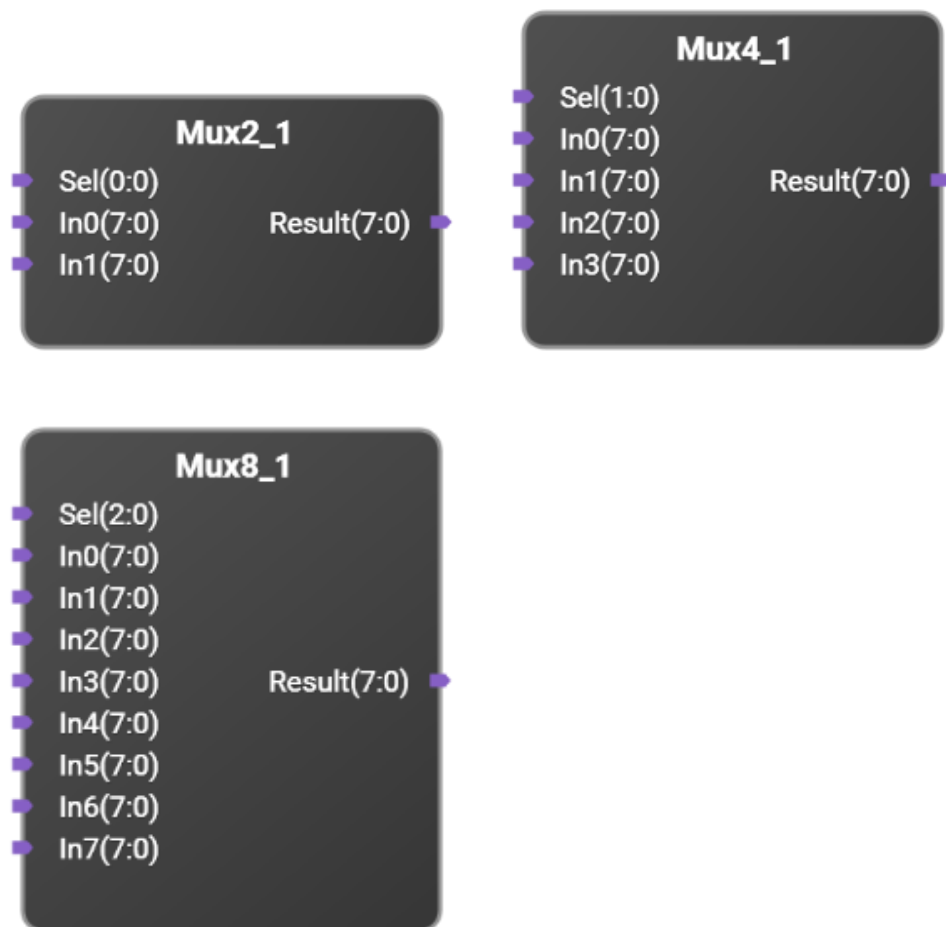 Mux2_1
Sel(0:0)
In0(7:0)
Result(7:0)
In1(7:0)
Mux4_1
Sel(1:0)
In0(7:0)
In1(7:0)
Result(7:0)
In2(7:0)
In3(7:0)
Mux8_1
Sel(2:0)
In0(7:0)
In1(7:0)
In2(7:0)
In3(7:0)
Result(7:0)
In4(7:0)
In5(7:0)
In6(7:0)
In7(7:0)